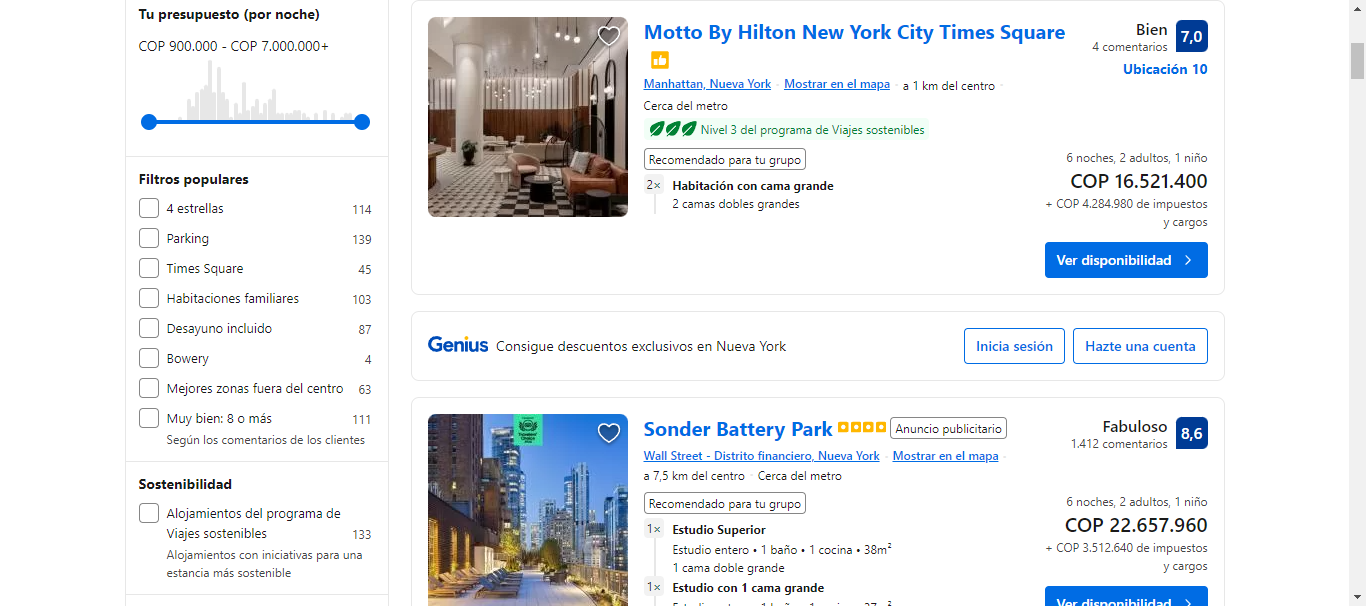 Tu presupuesto (por noche)
COP 900.000 - COP 7.000.000+
Filtros populares
4 estrellas 114
Parking 139
Times Square 45
Habitaciones familiares 103
Desayuno incluido 87
Bowery 4
Mejores zonas fuera del centro 63
Muy bien: 8 o más 111
Según los comentarios de los clientes
Sostenibilidad
Alojamientos del programa de
Viajes sostenibles 133
Alojamientos con iniciativas para una
estancia más sostenible
Motto By Hilton New York City Times Square
Bien
4 comentarios
7,0
Ubicación 10
Manhattan, Nueva York · Mostrar en el mapa · a 1 km del centro ·
Cerca del metro
Nivel 3 del programa de Viajes sostenibles
Recomendado para tu grupo
2× Habitación con cama grande
2 camas dobles grandes
6 noches, 2 adultos, 1 niño
COP 16.521.400
+ COP 4.284.980 de impuestos
y cargos
Ver disponibilidad
Genius Consigue descuentos exclusivos en Nueva York
Inicia sesión
Hazte una cuenta
Sonder Battery Park
Anuncio publicitario
Fabuloso
1.412 comentarios
8,6
Wall Street - Distrito financiero, Nueva York · Mostrar en el mapa ·
a 7,5 km del centro · Cerca del metro
Recomendado para tu grupo
1× Estudio Superior
Estudio entero • 1 baño • 1 cocina • 38m²
1 cama doble grande
1× Estudio con 1 cama grande
6 noches, 2 adultos, 1 niño
COP 22.657.960
+ COP 3.512.640 de impuestos
y cargos
Ver disponibilidad